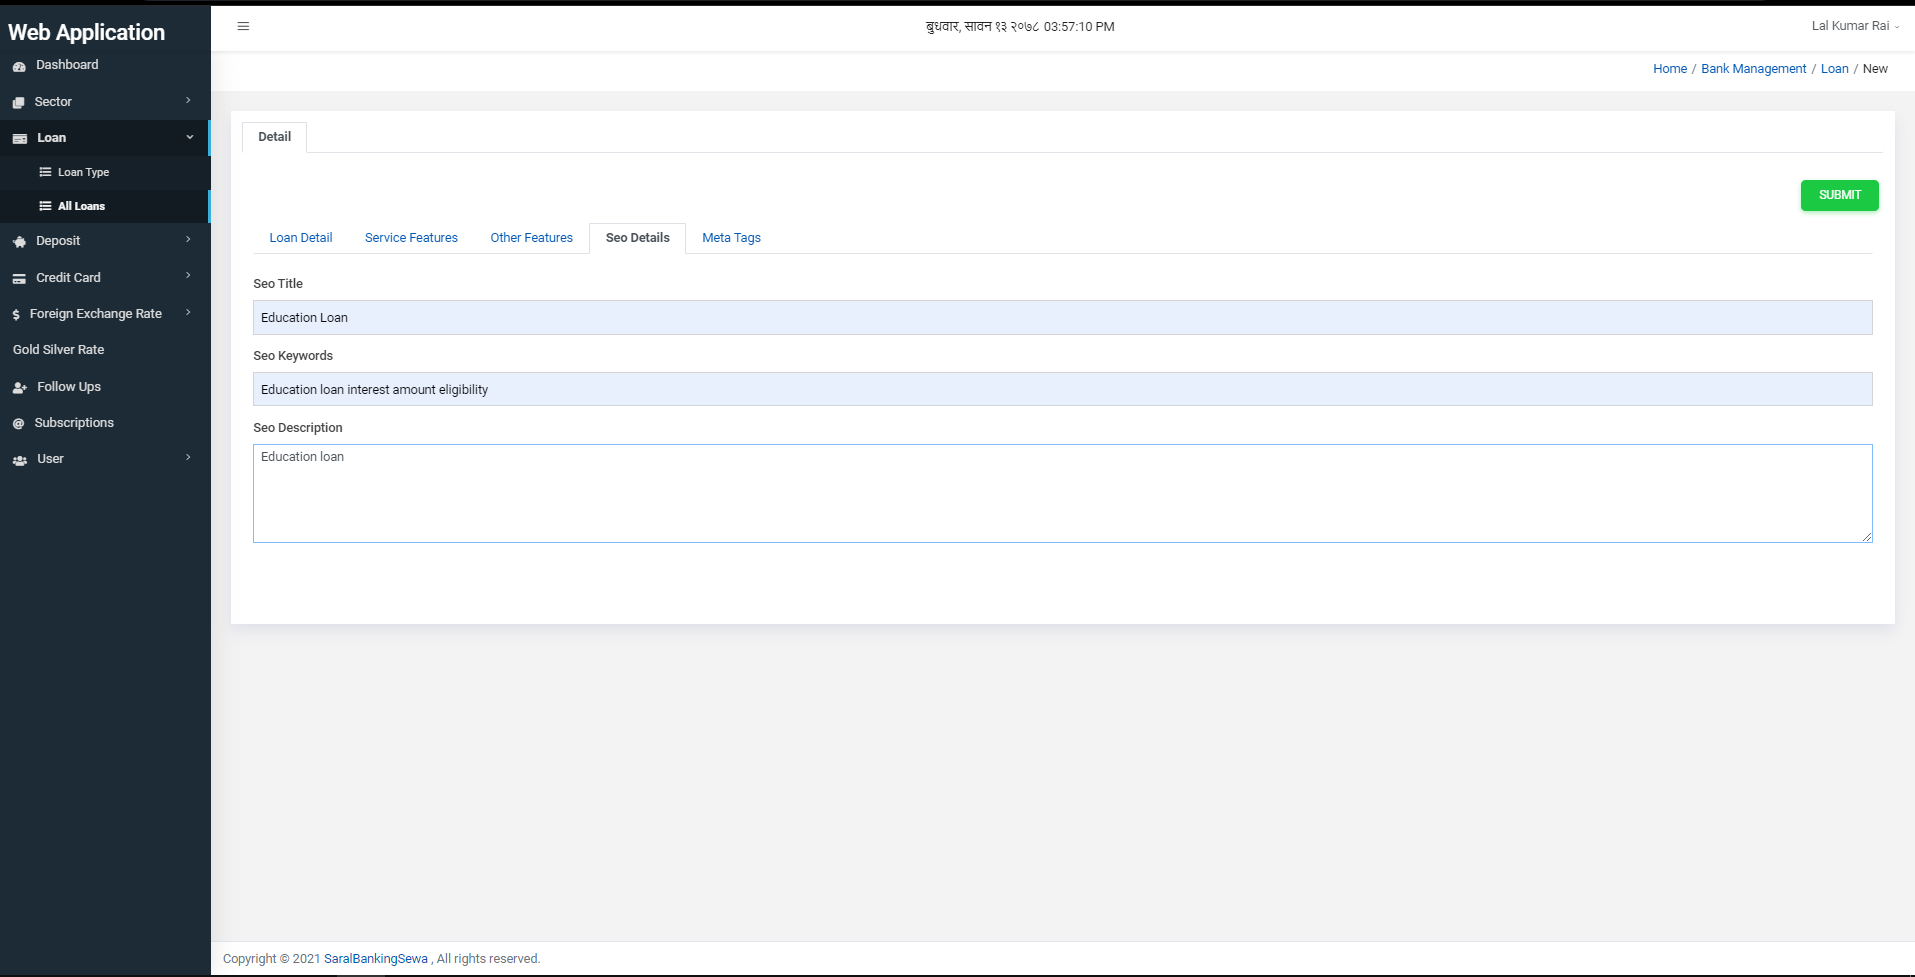 Web Application
Dashboard
Sector
Loan
Loan Type
All Loans
Deposit
Credit Card
Foreign Exchange Rate
Gold Silver Rate
Follow Ups
Subscriptions
User
बुधवार, सावन १३ २०७८ 03:57:10 PM
Lal Kumar Rai
Home / Bank Management / Loan / New
Detail
SUBMIT
Loan Detail Service Features Other Features Seo Details Meta Tags
Seo Title
Education Loan
Seo Keywords
Education loan interest amount eligibility
Seo Description
Education loan
Copyright © 2021 SaralBankingSewa , All rights reserved.